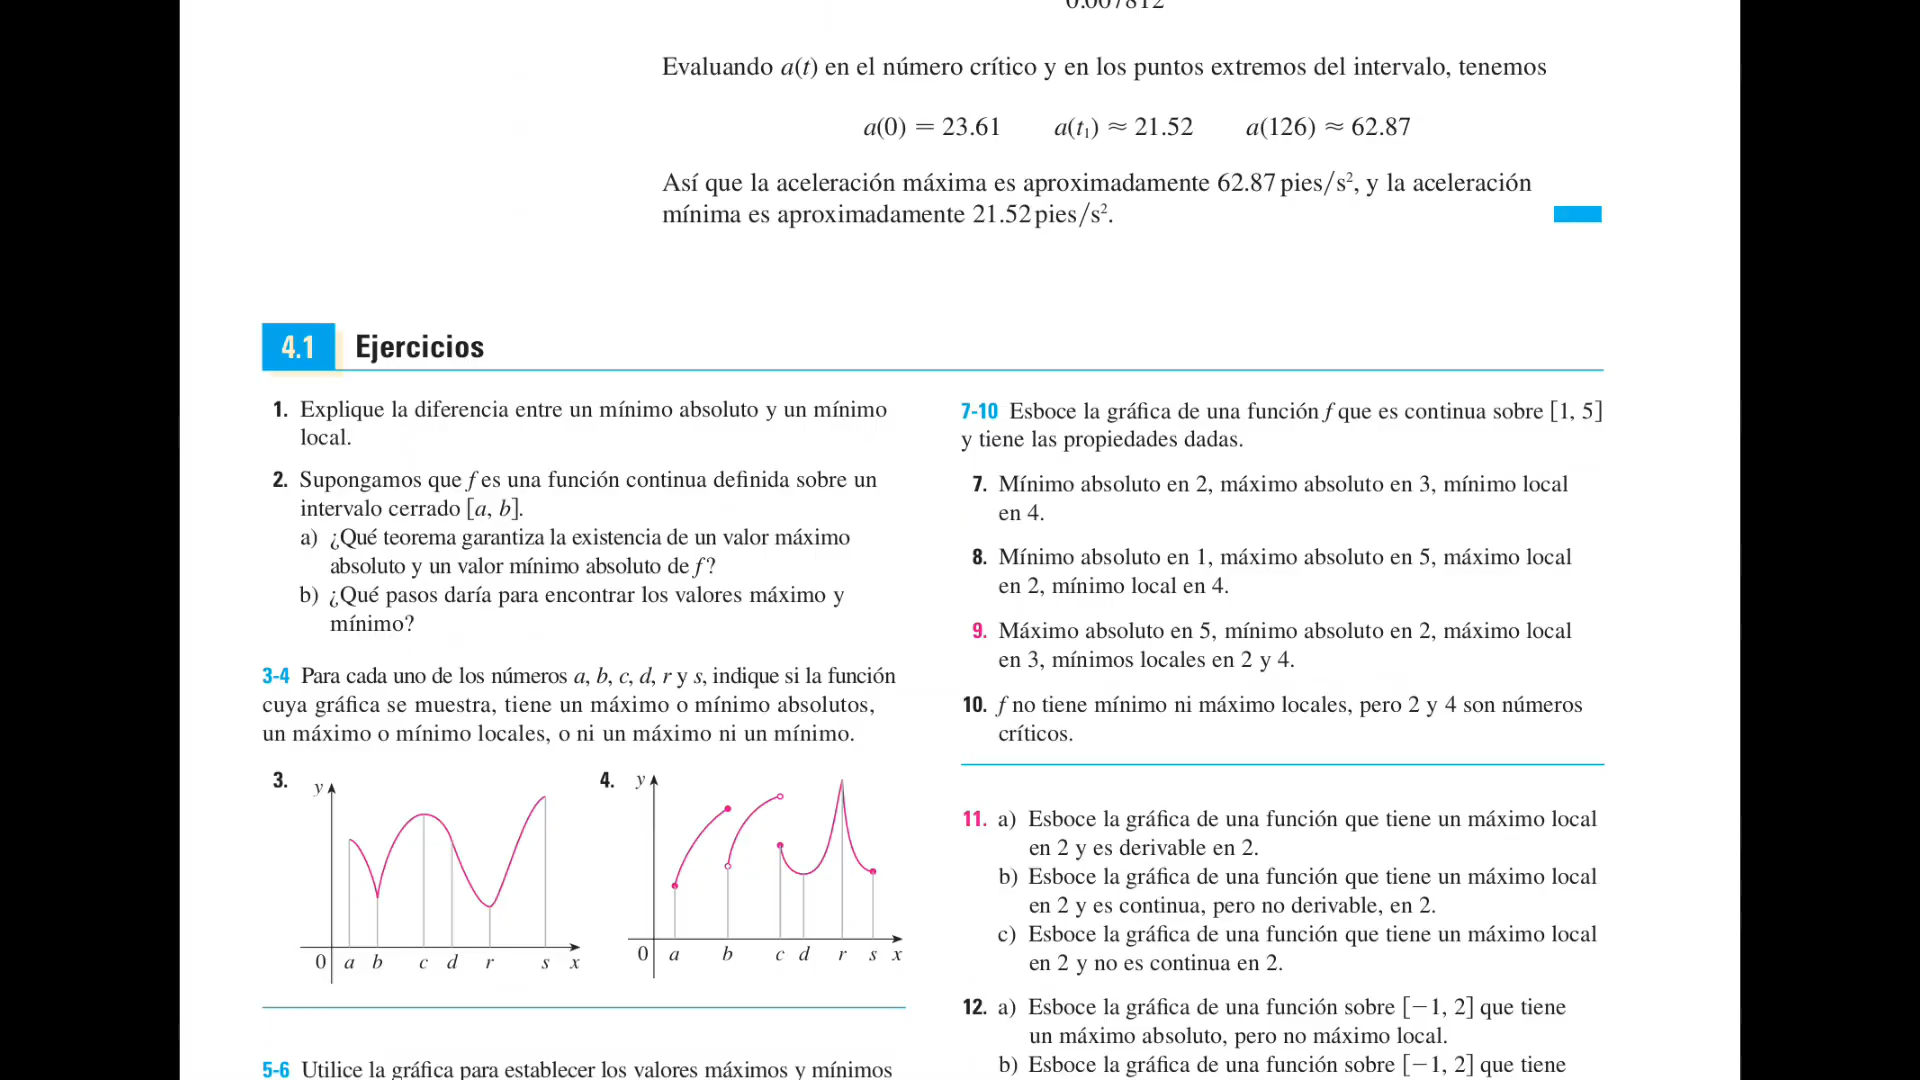 Evaluando a(t) en el número crítico y en los puntos extremos del intervalo, tenemos
a(0) = 23.61 a(t₁) ≈ 21.52 a(126) ≈ 62.87
Así que la aceleración máxima es aproximadamente 62.87 pies/s², y la aceleración
mínima es aproximadamente 21.52 pies/s².
4.1 Ejercicios
1. Explique la diferencia entre un mínimo absoluto y un mínimo
local.
2. Supongamos que f es una función continua definida sobre un
intervalo cerrado [a, b].
a) ¿Qué teorema garantiza la existencia de un valor máximo
absoluto y un valor mínimo absoluto de f?
b) ¿Qué pasos daría para encontrar los valores máximo y
mínimo?
3-4 Para cada uno de los números a, b, c, d, r y s, indique si la función
cuya gráfica se muestra, tiene un máximo o mínimo absolutos,
un máximo o mínimo locales, o ni un máximo ni un mínimo.
3.
y
0 a b c d r s x
4.
y
0 a b c d r s x
5-6 Utilice la gráfica para establecer los valores máximos y mínimos
7-10 Esboce la gráfica de una función f que es continua sobre [1, 5]
y tiene las propiedades dadas.
7. Mínimo absoluto en 2, máximo absoluto en 3, mínimo local
en 4.
8. Mínimo absoluto en 1, máximo absoluto en 5, máximo local
en 2, mínimo local en 4.
9. Máximo absoluto en 5, mínimo absoluto en 2, máximo local
en 3, mínimos locales en 2 y 4.
10. f no tiene mínimo ni máximo locales, pero 2 y 4 son números
críticos.
11. a) Esboce la gráfica de una función que tiene un máximo local
en 2 y es derivable en 2.
b) Esboce la gráfica de una función que tiene un máximo local
en 2 y es continua, pero no derivable, en 2.
c) Esboce la gráfica de una función que tiene un máximo local
en 2 y no es continua en 2.
12. a) Esboce la gráfica de una función sobre [−1, 2] que tiene
un máximo absoluto, pero no máximo local.
b) Esboce la gráfica de una función sobre [−1, 2] que tiene